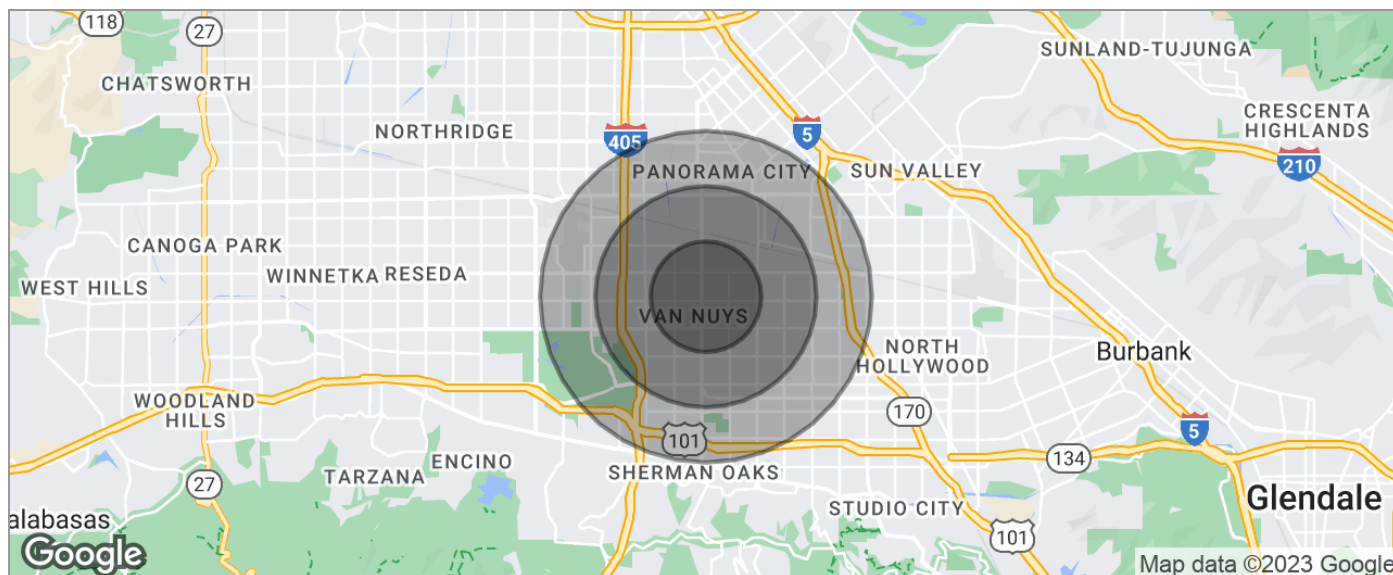 118
27
SUNLAND-TUJUNGA
CHATSWORTH
CRESCENTA
HIGHLANDS
NORTHRIDGE
405
5
PANORAMA CITY
SUN VALLEY
210
CANOGA PARK
WINNETKA
RESEDA
WEST HILLS
VAN NUYS
NORTH
HOLLYWOOD
Burbank
WOODLAND
HILLS
170
5
101
134
ENCINO
TARZANA
SHERMAN OAKS
27
STUDIO CITY
Glendale
alabasas
101
Google
Map data ©2023 Google